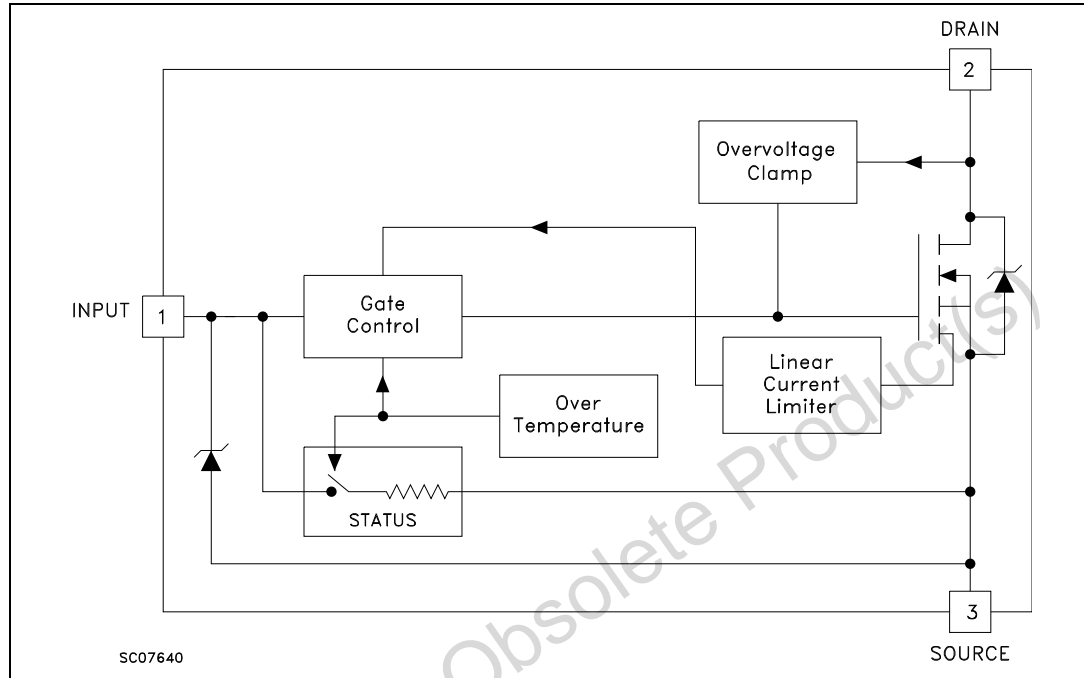 DRAIN
2
Overvoltage
Clamp
INPUT
1
Gate
Control
Linear
Current
Limiter
Over
Temperature
STATUS
3
SOURCE
SC07640
Obsolete Product(s)